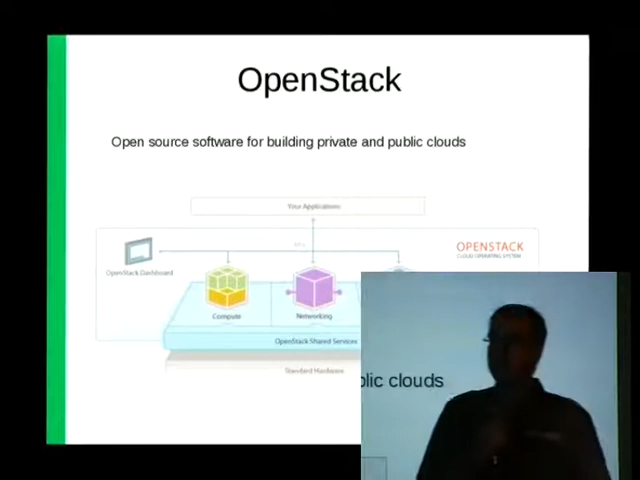 OpenStack
Open source software for building private and public clouds
Your Applications
APIs
OPENSTACK
CLOUD OPERATING SYSTEM
OpenStack Dashboard
Compute
Networking
OpenStack Shared Services
Standard Hardware
blic clouds